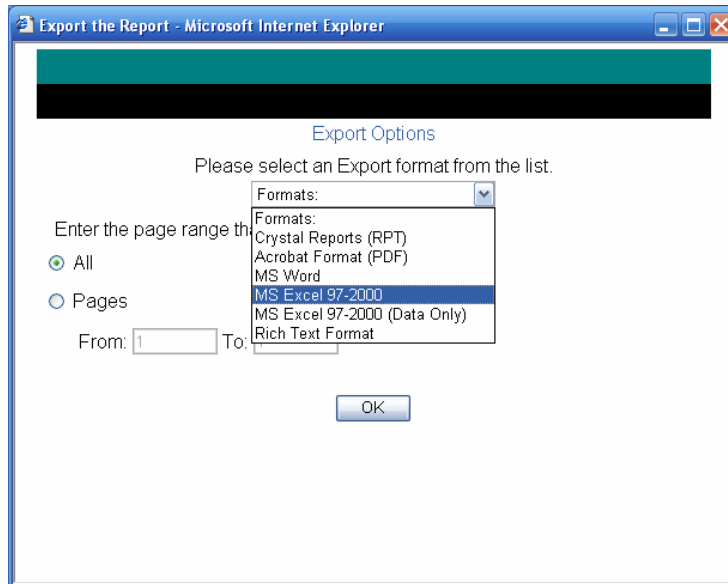 Export the Report - Microsoft Internet Explorer
Export Options
Please select an Export format from the list.
Formats:
Formats:
Crystal Reports (RPT)
Acrobat Format (PDF)
MS Word
MS Excel 97-2000
MS Excel 97-2000 (Data Only)
Rich Text Format
Enter the page range
All
Pages
From: 1 To:
OK